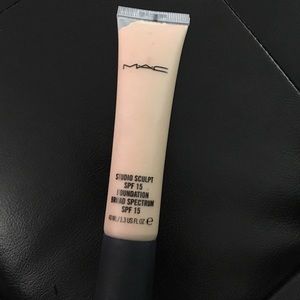 MAC
STUDIO SCULPT
SPF 15
FOUNDATION
BROAD SPECTRUM
SPF 15
40 ML / 1.3 US FL OZ ℮